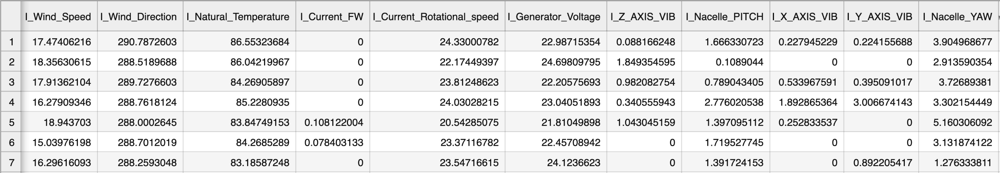 I_Wind_Speed I_Wind_Direction I_Natural_Temperature I_Current_FW I_Current_Rotational_speed I_Generator_Voltage I_Z_AXIS_VIB I_Nacelle_PITCH I_X_AXIS_VIB I_Y_AXIS_VIB I_Nacelle_YAW
1 17.47406216 290.7872603 86.55323684 0 24.33000782 22.98715354 0.088166248 1.666330723 0.227945229 0.224155688 3.904968677
2 18.35630615 288.5189688 86.04219967 0 22.17449397 24.69809795 1.849354595 0.1089044 0 0 2.913590354
3 17.91362104 289.7276603 84.26905897 0 23.81248623 22.20575693 0.982082754 0.789043405 0.533967591 0.395091017 3.72689381
4 16.27909346 288.7618124 85.2280935 0 24.03028215 23.04051893 0.340555943 2.776020538 1.892865364 3.006674143 3.302154449
5 18.943703 288.0002645 83.84749153 0.108122004 20.54285075 21.81049898 1.043045159 1.397095112 0.252833537 0 5.160306092
6 15.03976198 288.7012019 84.2685289 0.078403133 23.37116782 22.45708942 0 1.719527745 0 0 3.131874122
7 16.29616093 288.2593048 83.18587248 0 23.54716615 24.1236623 0 1.391724153 0 0.892205417 1.276333811